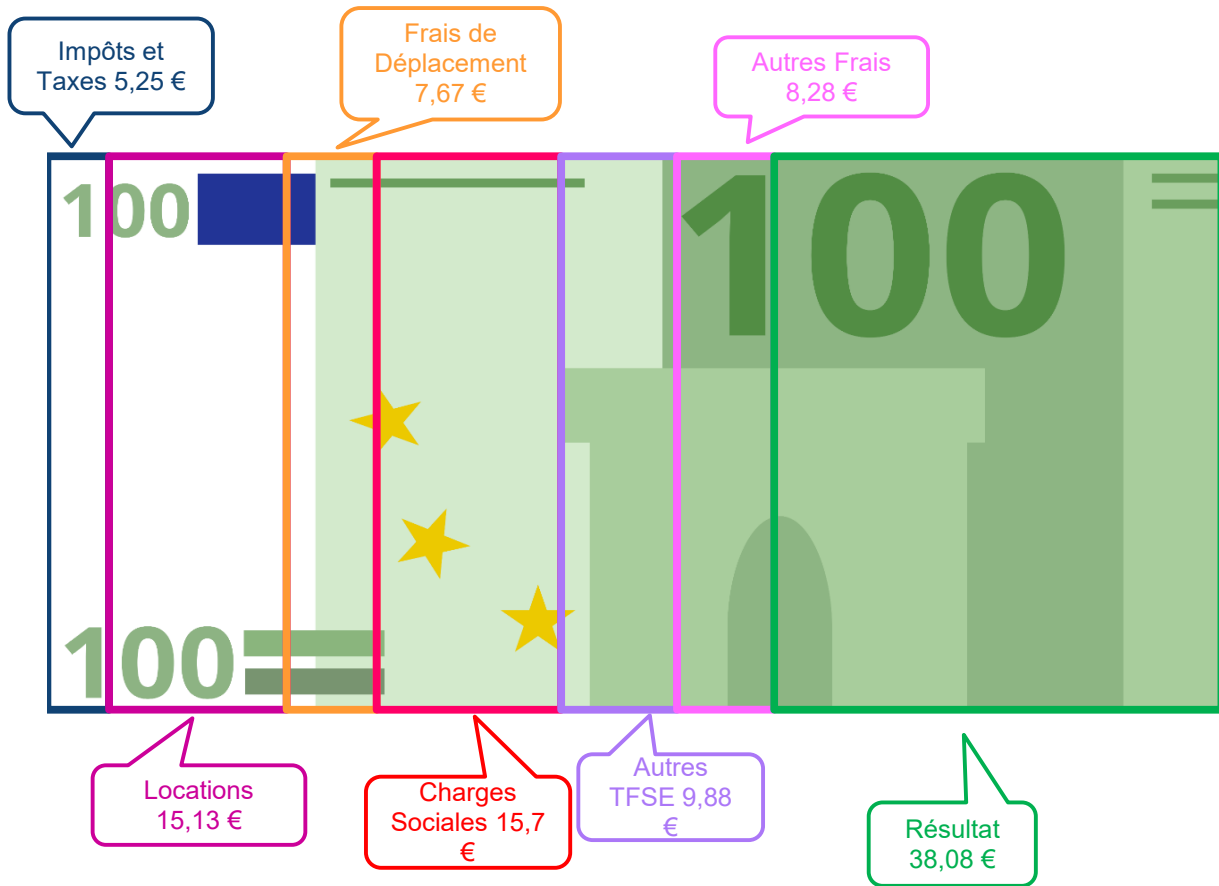 Impôts et
Taxes 5,25 €
Frais de
Déplacement
7,67 €
Autres Frais
8,28 €
100
100
100
Locations
15,13 €
Charges
Sociales 15,7
€
Autres
TFSE 9,88
€
Résultat
38,08 €